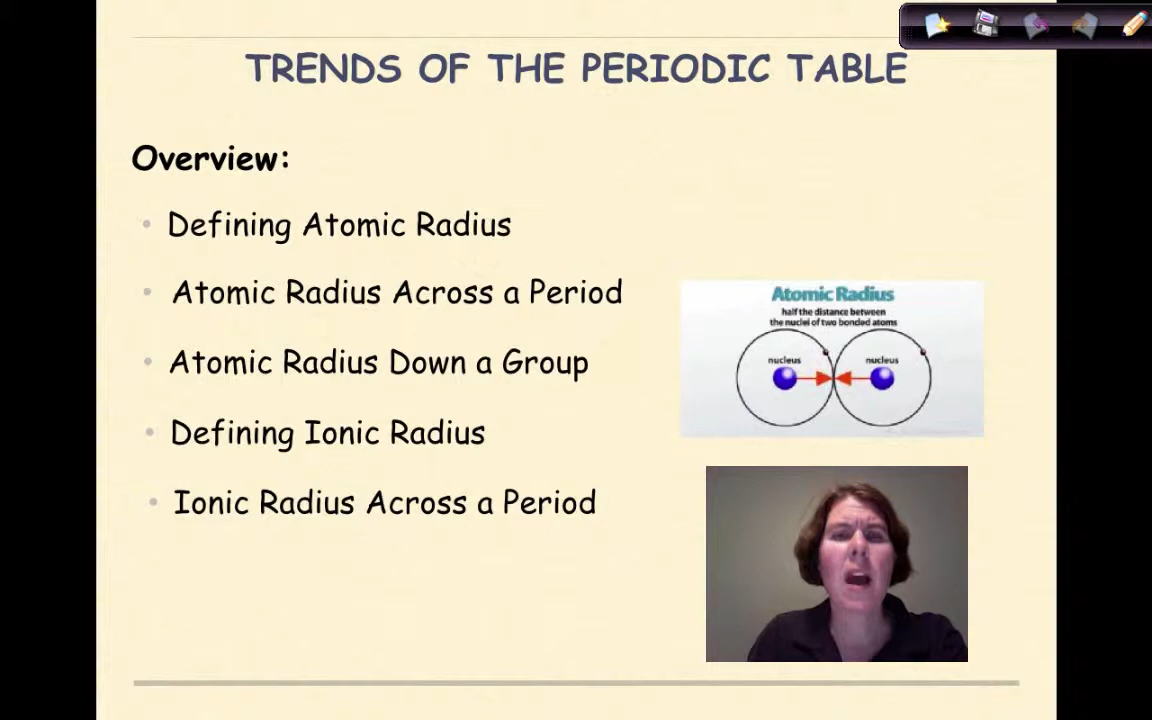 TRENDS OF THE PERIODIC TABLE
Overview:
• Defining Atomic Radius
• Atomic Radius Across a Period
• Atomic Radius Down a Group
• Defining Ionic Radius
• Ionic Radius Across a Period
Atomic Radius
half the distance between
the nuclei of two bonded atoms
nucleus nucleus